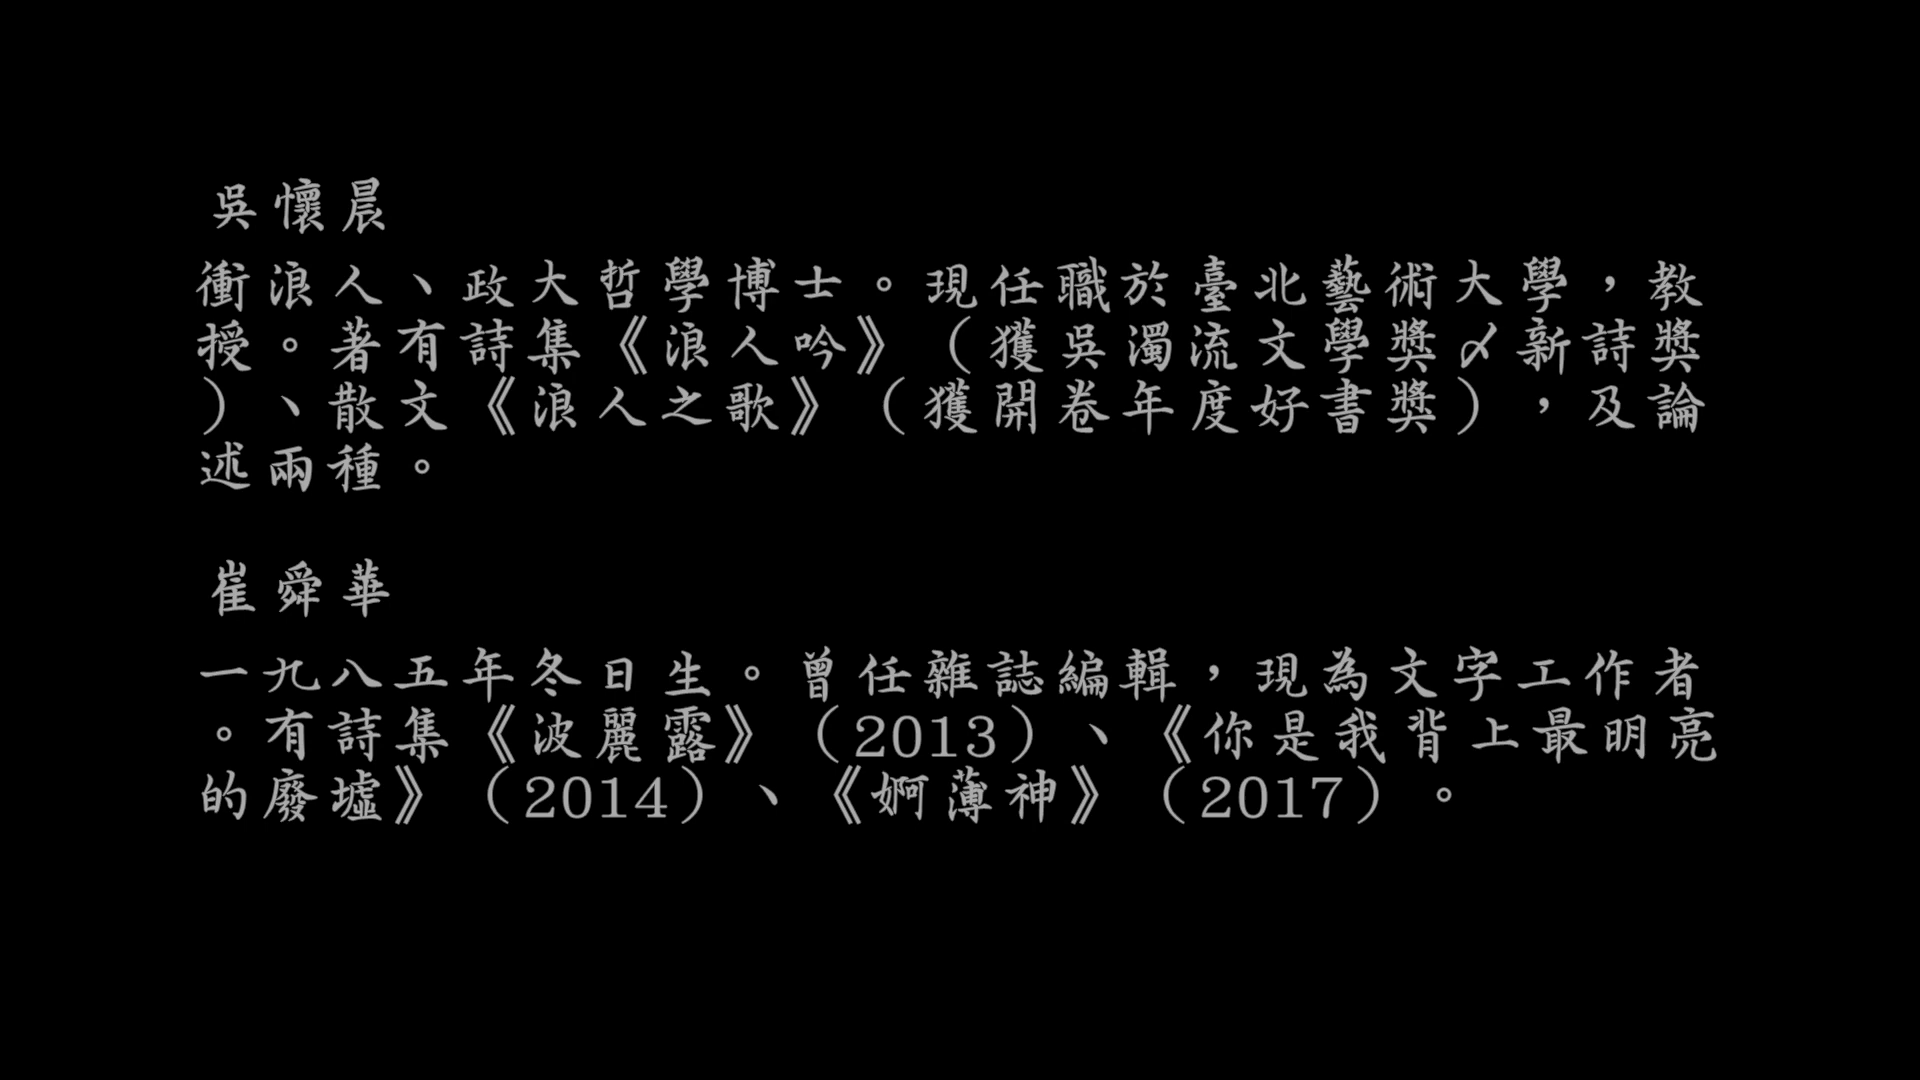 吳懷晨
衝浪人、政大哲學博士。現任職於臺北藝術大學，教
授。著有詩集《浪人吟》（獲吳濁流文學獎〆新詩獎
）、散文《浪人之歌》（獲開卷年度好書獎），及論
述兩種。
崔舜華
一九八五年冬日生。曾任雜誌編輯，現為文字工作者
。有詩集《波麗露》（2013）、《你是我背上最明亮
的廢墟》（2014）、《婀薄神》（2017）。